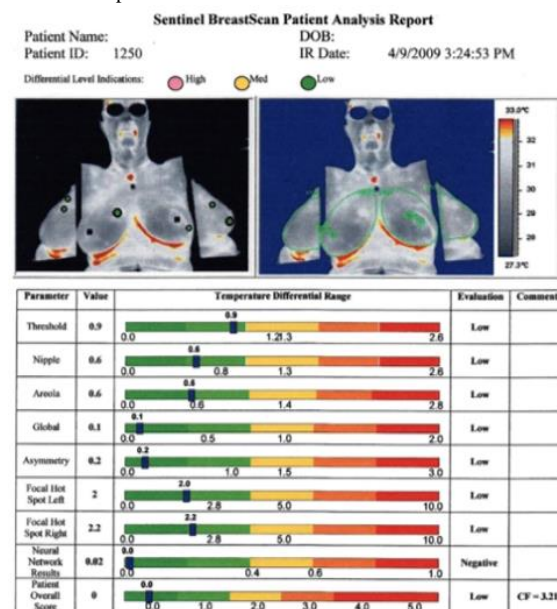 Sentinel BreastScan Patient Analysis Report
Patient Name: DOB:
Patient ID: 1250 IR Date: 4/9/2009 3:24:53 PM
Differential Level Indications: High Med Low
33.0°C
32
31
30
29
28
27.3°C
Parameter Value Temperature Differential Range Evaluation Comment
0.9
Threshold 0.9 Low
0.0 1.2 1.3 2.6
0.6
Nipple 0.6 Low
0.0 0.8 1.3 2.6
0.6
Areola 0.6 Low
0.0 0.6 1.4 2.8
0.1
Global 0.1 Low
0.0 0.5 1.0 2.0
0.2
Asymmetry 0.2 Low
0.0 1.0 1.5 3.0
2.0
Focal Hot Spot Left 2 Low
0.0 2.8 5.0 10.0
2.2
Focal Hot Spot Right 2.2 Low
0.0 2.8 5.0 10.0
0.0
Neural Network Results 0.02 Negative
0.0 0.4 0.6 1.0
0.0
Patient Overall Score 0 Low CF = 3.21
0.0 1.0 2.0 3.0 4.0 5.0